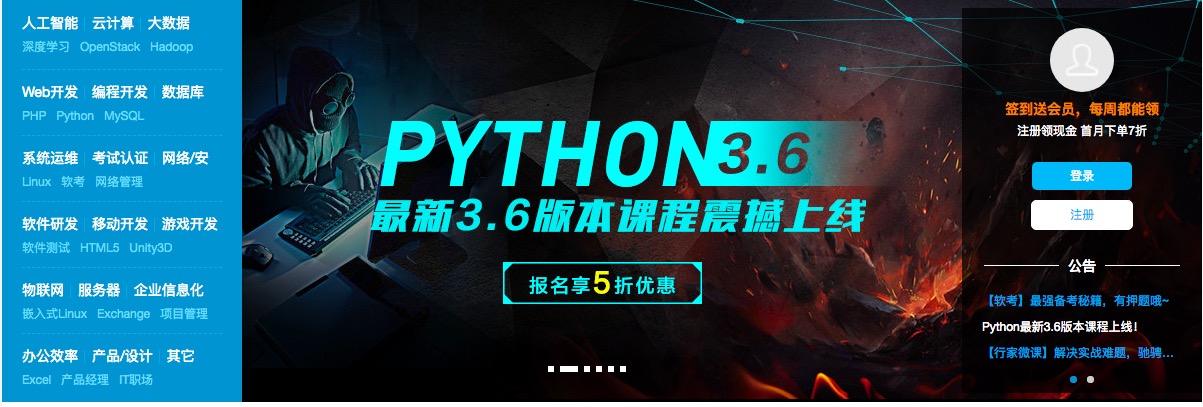 人工智能 云计算 大数据
深度学习 OpenStack Hadoop
Web开发 编程开发 数据库
PHP Python MySQL
系统运维 考试认证 网络/安
Linux 软考 网络管理
软件研发 移动开发 游戏开发
软件测试 HTML5 Unity3D
物联网 服务器 企业信息化
嵌入式Linux Exchange 项目管理
办公效率 产品/设计 其它
Excel 产品经理 IT职场
PYTHON 3.6
最新3.6版本课程震撼上线
报名享5折优惠
签到送会员，每周都能领
注册领现金 首月下单7折
登录
注册
公告
【软考】最强备考秘籍，有押题哦~
Python最新3.6版本课程上线！
【行家微课】解决实战难题，驰骋...